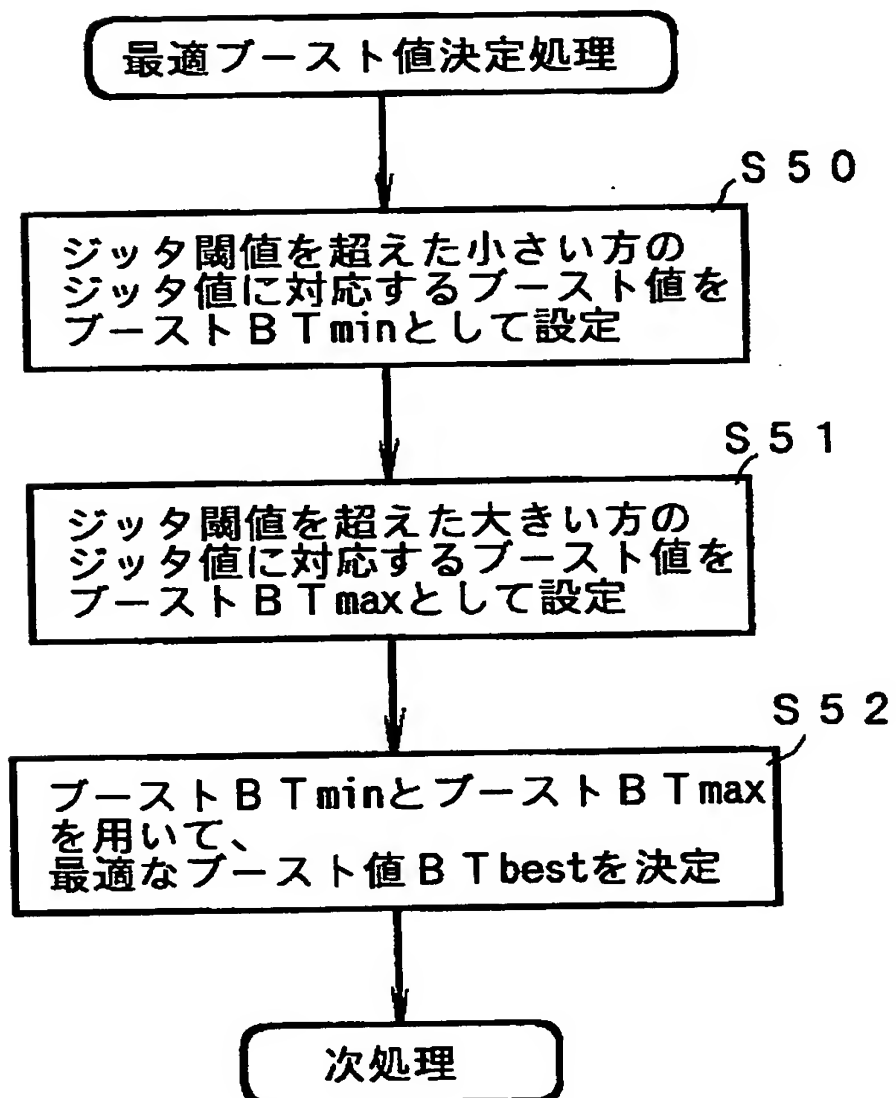 最適ブースト値決定処理
S50
ジッタ閾値を超えた小さい方の
ジッタ値に対応するブースト値を
ブーストBTminとして設定
S51
ジッタ閾値を超えた大きい方の
ジッタ値に対応するブースト値を
ブーストBTmaxとして設定
S52
ブーストBTminとブーストBTmax
を用いて、
最適なブースト値BTbestを決定
次処理